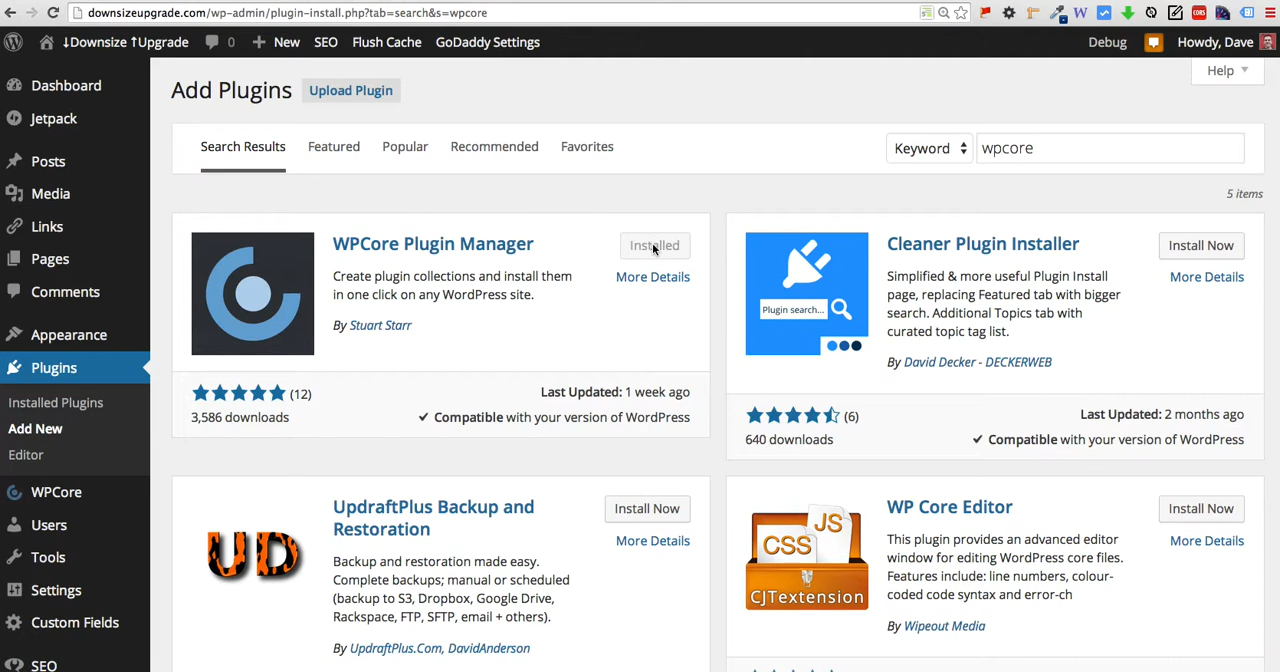 downsizeupgrade.com/wp-admin/plugin-install.php?tab=search&s=wpcore
↓Downsize ↑Upgrade 0 + New SEO Flush Cache GoDaddy Settings Debug Howdy, Dave
Dashboard
Jetpack
Posts
Media
Links
Pages
Comments
Appearance
Plugins
Installed Plugins
Add New
Editor
WPCore
Users
Tools
Settings
Custom Fields
SEO
Help
Add Plugins Upload Plugin
Search Results Featured Popular Recommended Favorites Keyword wpcore
5 items
WPCore Plugin Manager
Installed
More Details
Create plugin collections and install them
in one click on any WordPress site.
By Stuart Starr
(12)
3,586 downloads
Last Updated: 1 week ago
✔ Compatible with your version of WordPress
Cleaner Plugin Installer
Install Now
More Details
Plugin search...
Simplified & more useful Plugin Install
page, replacing Featured tab with bigger
search. Additional Topics tab with
curated topic tag list.
By David Decker - DECKERWEB
(6)
640 downloads
Last Updated: 2 months ago
✔ Compatible with your version of WordPress
UD
UpdraftPlus Backup and
Restoration
Install Now
More Details
Backup and restoration made easy.
Complete backups; manual or scheduled
(backup to S3, Dropbox, Google Drive,
Rackspace, FTP, SFTP, email + others).
By UpdraftPlus.Com, DavidAnderson
CSS
JS
CJTextension
WP Core Editor
Install Now
More Details
This plugin provides an advanced editor
window for editing WordPress core files.
Features include: line numbers, colour-
coded code syntax and error-ch
By Wipeout Media